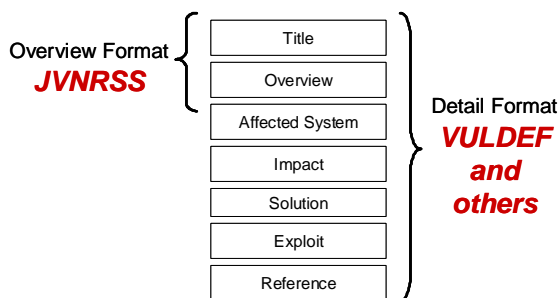 Overview Format
JVNRSS
Title
Overview
Affected System
Impact
Solution
Exploit
Reference
Detail Format
VULDEF
and
others